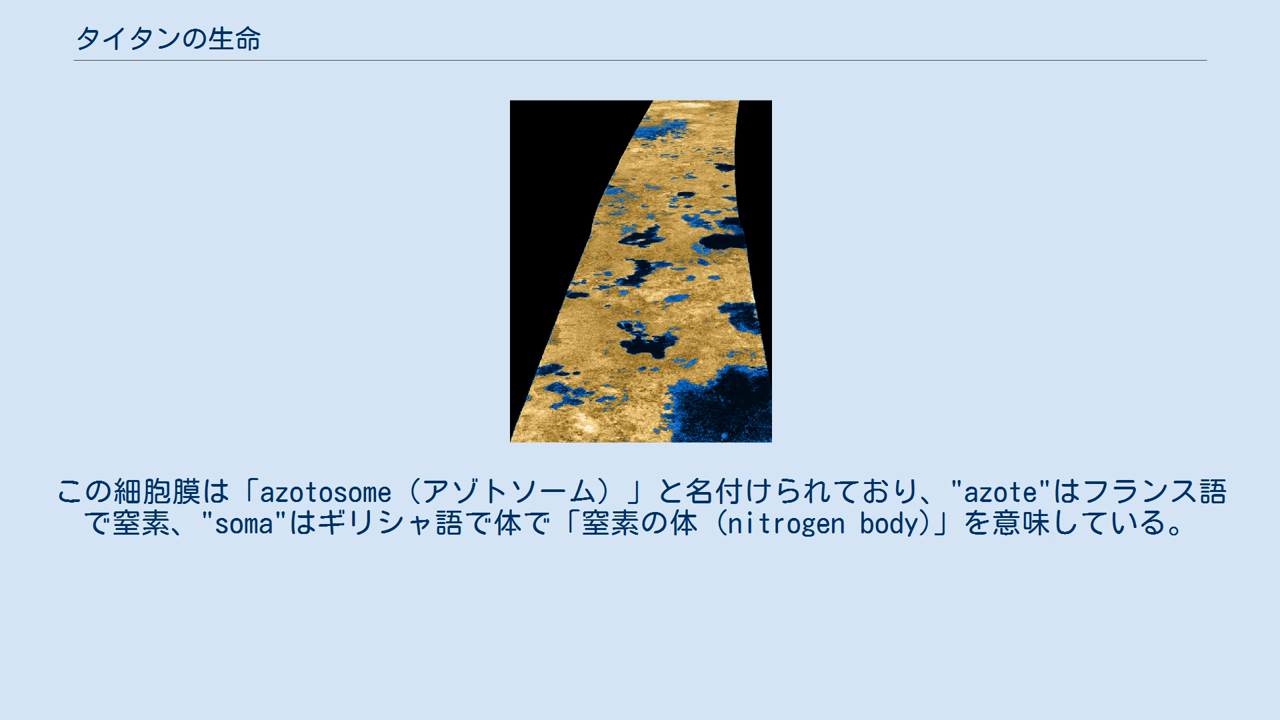 タイタンの生命
この細胞膜は「azotosome（アゾトソーム）」と名付けられており、"azote"はフランス語
で窒素、"soma"はギリシャ語で体で「窒素の体（nitrogen body)」を意味している。